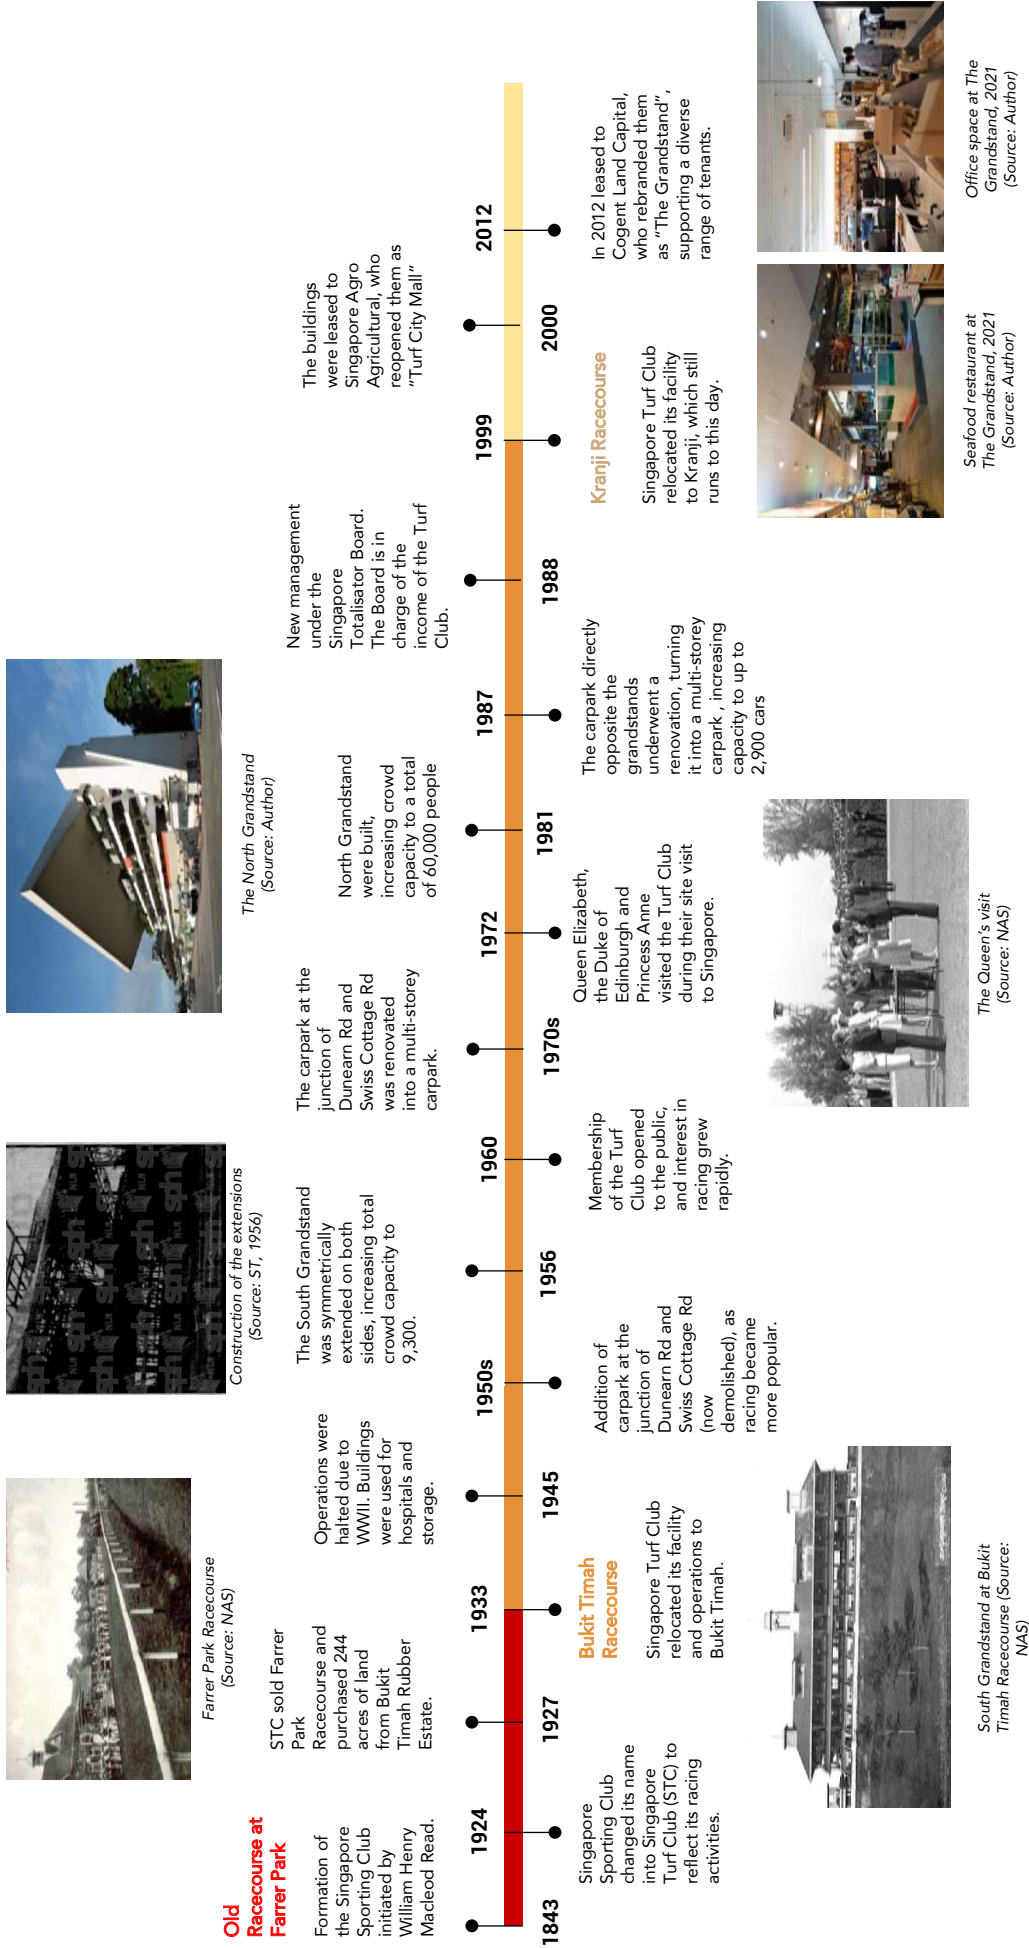 Old
Racecourse at
Farrer Park
Formation of
the Singapore
Sporting Club
initiated by
William Henry
Macleod Read.
1843
1924
Singapore
Sporting Club
changed its name
into Singapore
Turf Club (STC) to
reflect its racing
activities.
Farrer Park Racecourse
(Source: NAS)
STC sold Farrer
Park
Racecourse and
purchased 244
acres of land
from Bukit
Timah Rubber
Estate.
1927
1933
Bukit Timah
Racecourse
Singapore Turf Club
relocated its facility
and operations to
Bukit Timah.
South Grandstand at Bukit
Timah Racecourse (Source:
NAS)
Operations were
halted due to
WWII. Buildings
were used for
hospitals and
storage.
1945
1950s
Addition of
carpark at the
junction of
Dunearn Rd and
Swiss Cottage Rd
(now
demolished), as
racing became
more popular.
Construction of the extensions
(Source: ST, 1956)
The South Grandstand
was symmetrically
extended on both
sides, increasing total
crowd capacity to
9,300.
1956
1960
Membership
of the Turf
Club opened
to the public,
and interest in
racing grew
rapidly.
The carpark at the
junction of
Dunearn Rd and
Swiss Cottage Rd
was renovated
into a multi-storey
carpark.
1970s
1972
Queen Elizabeth,
the Duke of
Edinburgh and
Princess Anne
visited the Turf Club
during their site visit
to Singapore.
The Queen's visit
(Source: NAS)
The North Grandstand
(Source: Author)
North Grandstand
were built,
increasing crowd
capacity to a total
of 60,000 people
1981
1987
The carpark directly
opposite the
grandstands
underwent a
renovation, turning
it into a multi-storey
carpark , increasing
capacity to up to
2,900 cars
New management
under the
Singapore
Totalisator Board.
The Board is in
charge of the
income of the Turf
Club.
1988
1999
Kranji Racecourse
Singapore Turf Club
relocated its facility
to Kranji, which still
runs to this day.
The buildings
were leased to
Singapore Agro
Agricultural, who
reopened them as
"Turf City Mall"
2000
2012
In 2012 leased to
Cogent Land Capital,
who rebranded them
as "The Grandstand",
supporting a diverse
range of tenants.
Seafood restaurant at
The Grandstand, 2021
(Source: Author)
Office space at The
Grandstand, 2021
(Source: Author)